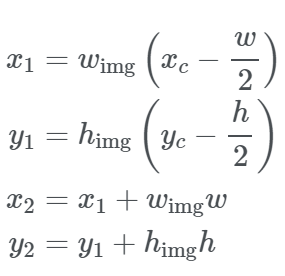 x₁ = w_img (x_c − w/2)
y₁ = h_img (y_c − h/2)
x₂ = x₁ + w_img w
y₂ = y₁ + h_img h